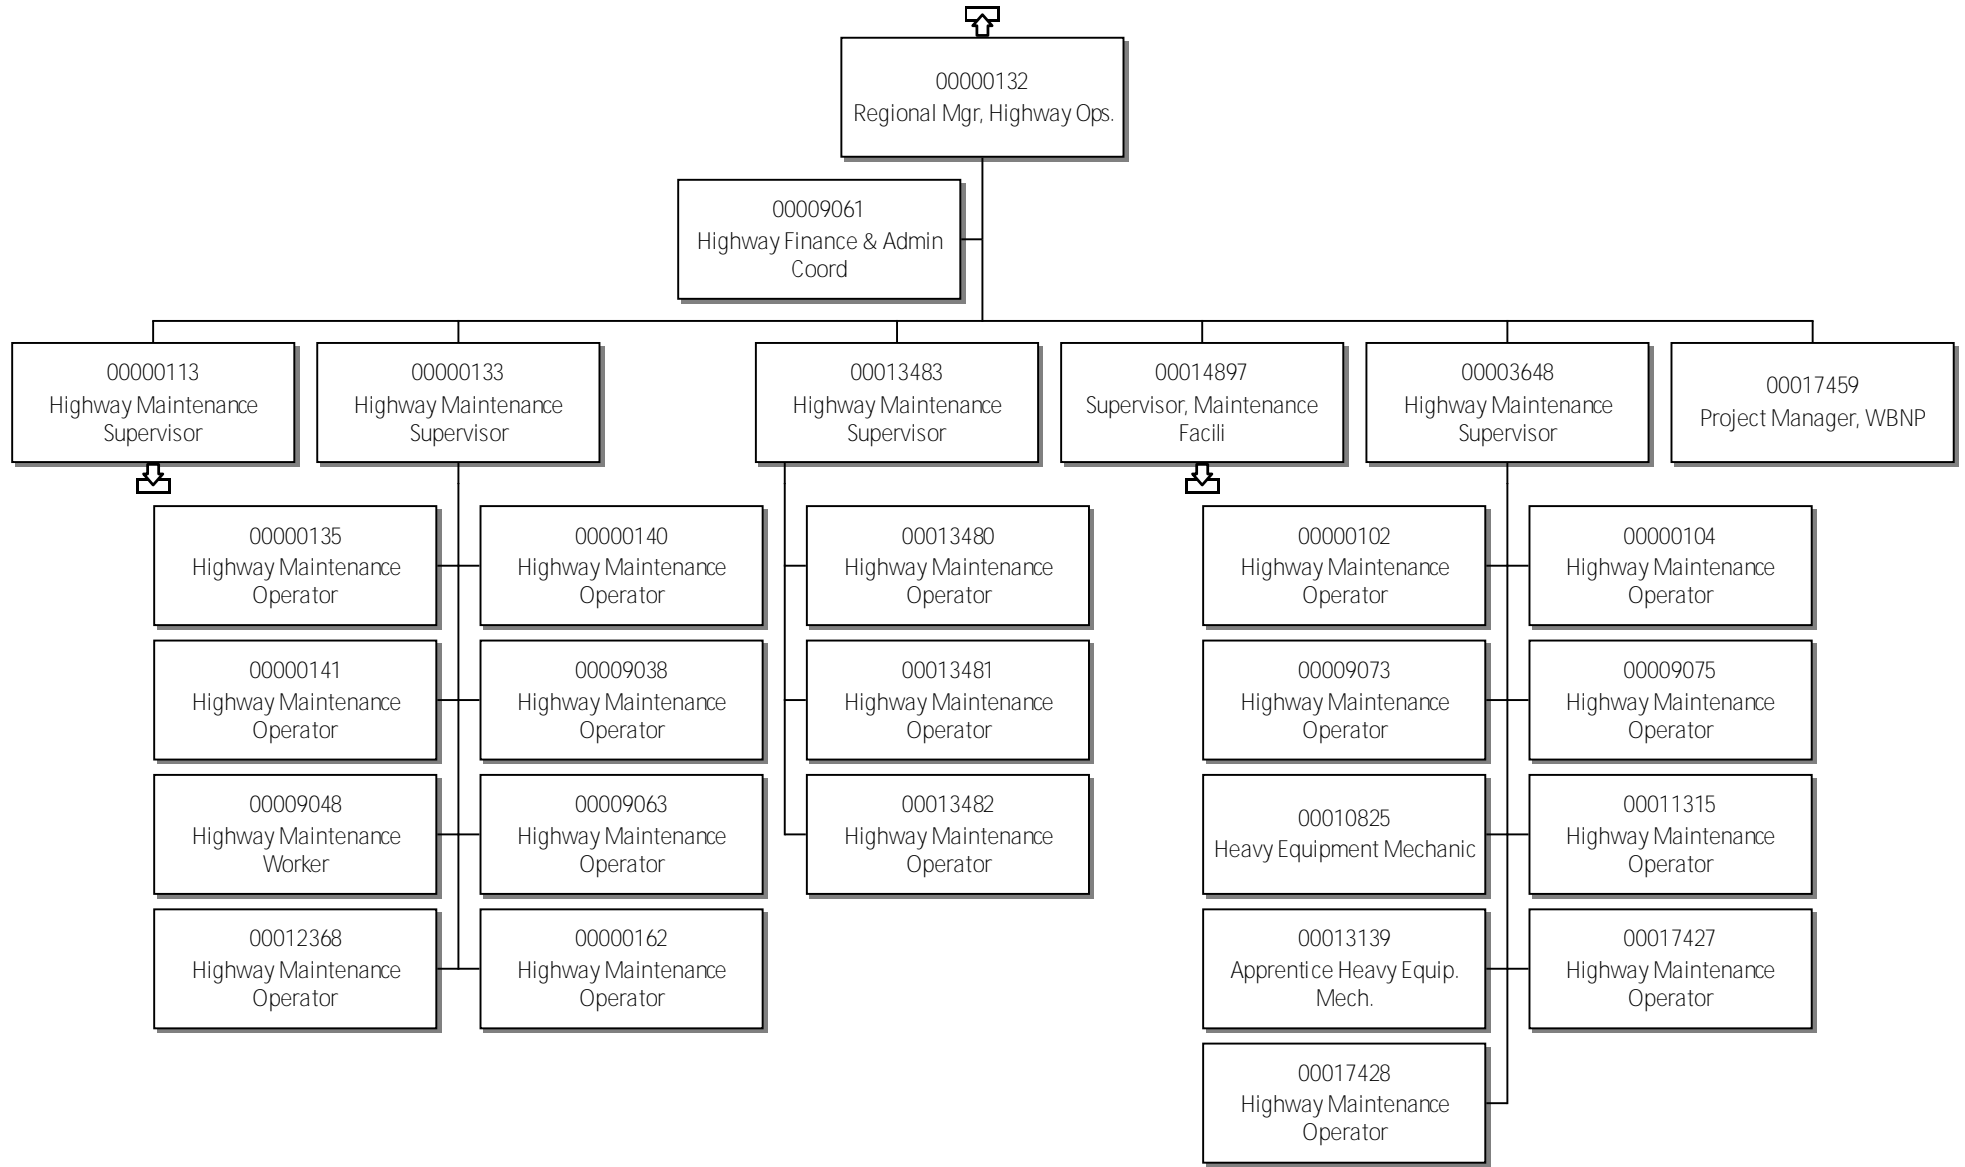 00000132
Regional Mgr, Highway Ops.
00009061
Highway Finance & Admin
Coord
00000113
Highway Maintenance
Supervisor
00000133
Highway Maintenance
Supervisor
00013483
Highway Maintenance
Supervisor
00014897
Supervisor, Maintenance
Facili
00003648
Highway Maintenance
Supervisor
00017459
Project Manager, WBNP
00000135
Highway Maintenance
Operator
00000140
Highway Maintenance
Operator
00013480
Highway Maintenance
Operator
00000102
Highway Maintenance
Operator
00000104
Highway Maintenance
Operator
00000141
Highway Maintenance
Operator
00009038
Highway Maintenance
Operator
00013481
Highway Maintenance
Operator
00009073
Highway Maintenance
Operator
00009075
Highway Maintenance
Operator
00009048
Highway Maintenance
Worker
00009063
Highway Maintenance
Operator
00013482
Highway Maintenance
Operator
00010825
Heavy Equipment Mechanic
00011315
Highway Maintenance
Operator
00012368
Highway Maintenance
Operator
00000162
Highway Maintenance
Operator
00013139
Apprentice Heavy Equip.
Mech.
00017427
Highway Maintenance
Operator
00017428
Highway Maintenance
Operator